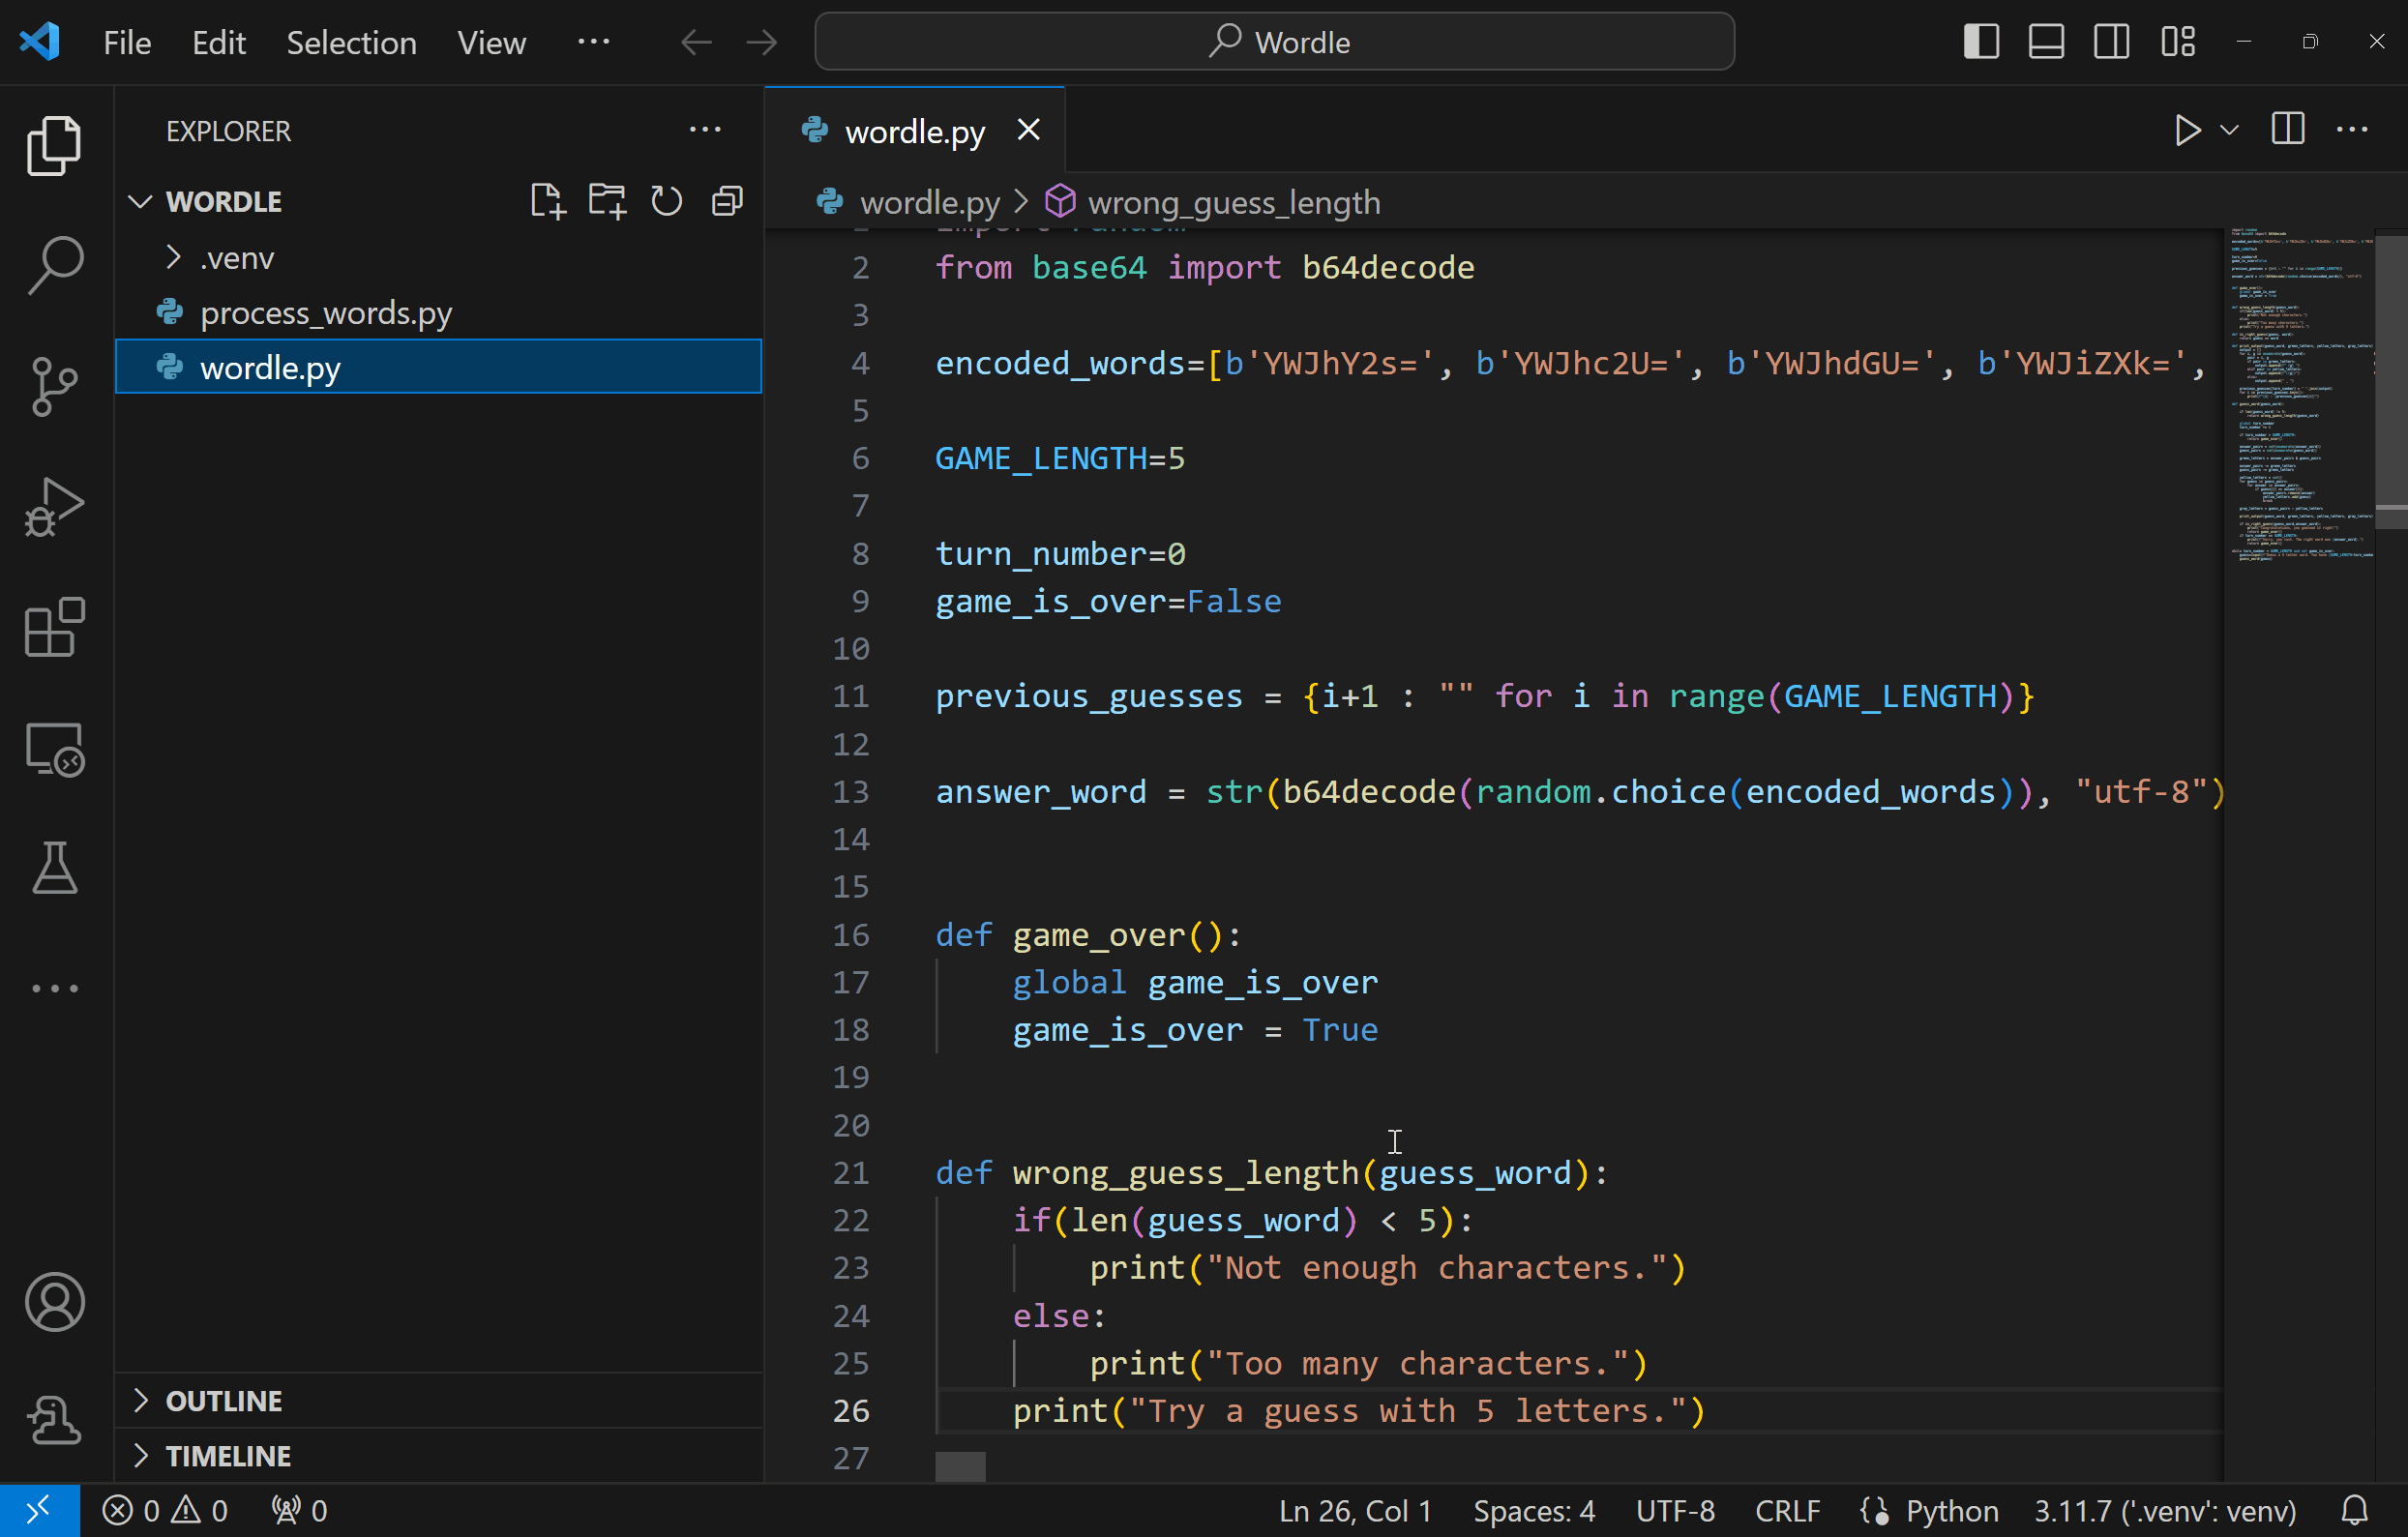 File Edit Selection View ··· Wordle
EXPLORER ···
WORDLE
.venv
process_words.py
wordle.py
OUTLINE
TIMELINE
wordle.py
wordle.py > wrong_guess_length
2 from base64 import b64decode
3
4 encoded_words=[b'YWJhY2s=', b'YWJhc2U=', b'YWJhdGU=', b'YWJiZXk=',
5
6 GAME_LENGTH=5
7
8 turn_number=0
9 game_is_over=False
10
11 previous_guesses = {i+1 : "" for i in range(GAME_LENGTH)}
12
13 answer_word = str(b64decode(random.choice(encoded_words)), "utf-8")
14
15
16 def game_over():
17 global game_is_over
18 game_is_over = True
19
20
21 def wrong_guess_length(guess_word):
22 if(len(guess_word) < 5):
23 print("Not enough characters.")
24 else:
25 print("Too many characters.")
26 print("Try a guess with 5 letters.")
27
0 0 0 Ln 26, Col 1 Spaces: 4 UTF-8 CRLF Python 3.11.7 ('.venv': venv)